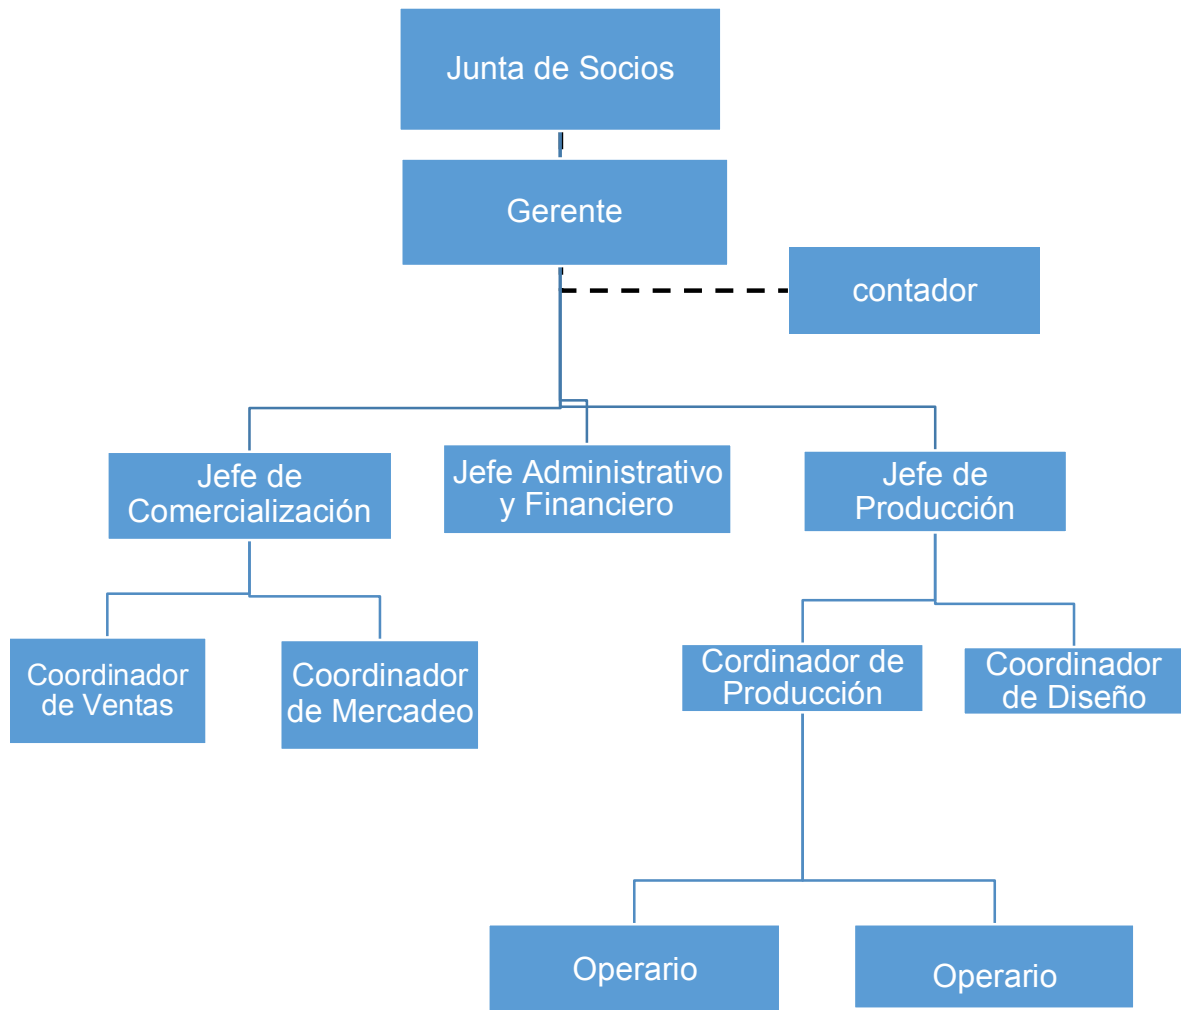 Junta de Socios
Gerente
contador
Jefe de
Comercialización
Jefe Administrativo
y Financiero
Jefe de
Producción
Coordinador
de Ventas
Coordinador
de Mercadeo
Cordinador de
Producción
Coordinador
de Diseño
Operario
Operario